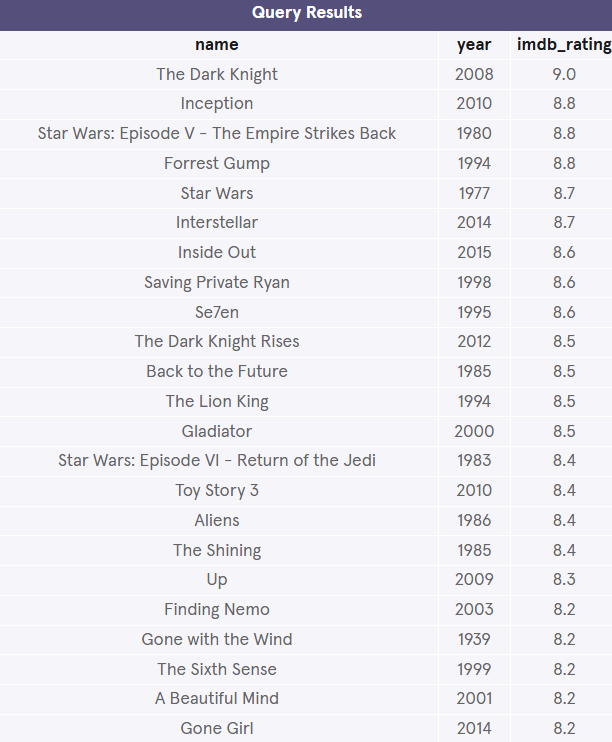 Query Results
name year imdb_rating
The Dark Knight 2008 9.0
Inception 2010 8.8
Star Wars: Episode V - The Empire Strikes Back 1980 8.8
Forrest Gump 1994 8.8
Star Wars 1977 8.7
Interstellar 2014 8.7
Inside Out 2015 8.6
Saving Private Ryan 1998 8.6
Se7en 1995 8.6
The Dark Knight Rises 2012 8.5
Back to the Future 1985 8.5
The Lion King 1994 8.5
Gladiator 2000 8.5
Star Wars: Episode VI - Return of the Jedi 1983 8.4
Toy Story 3 2010 8.4
Aliens 1986 8.4
The Shining 1985 8.4
Up 2009 8.3
Finding Nemo 2003 8.2
Gone with the Wind 1939 8.2
The Sixth Sense 1999 8.2
A Beautiful Mind 2001 8.2
Gone Girl 2014 8.2